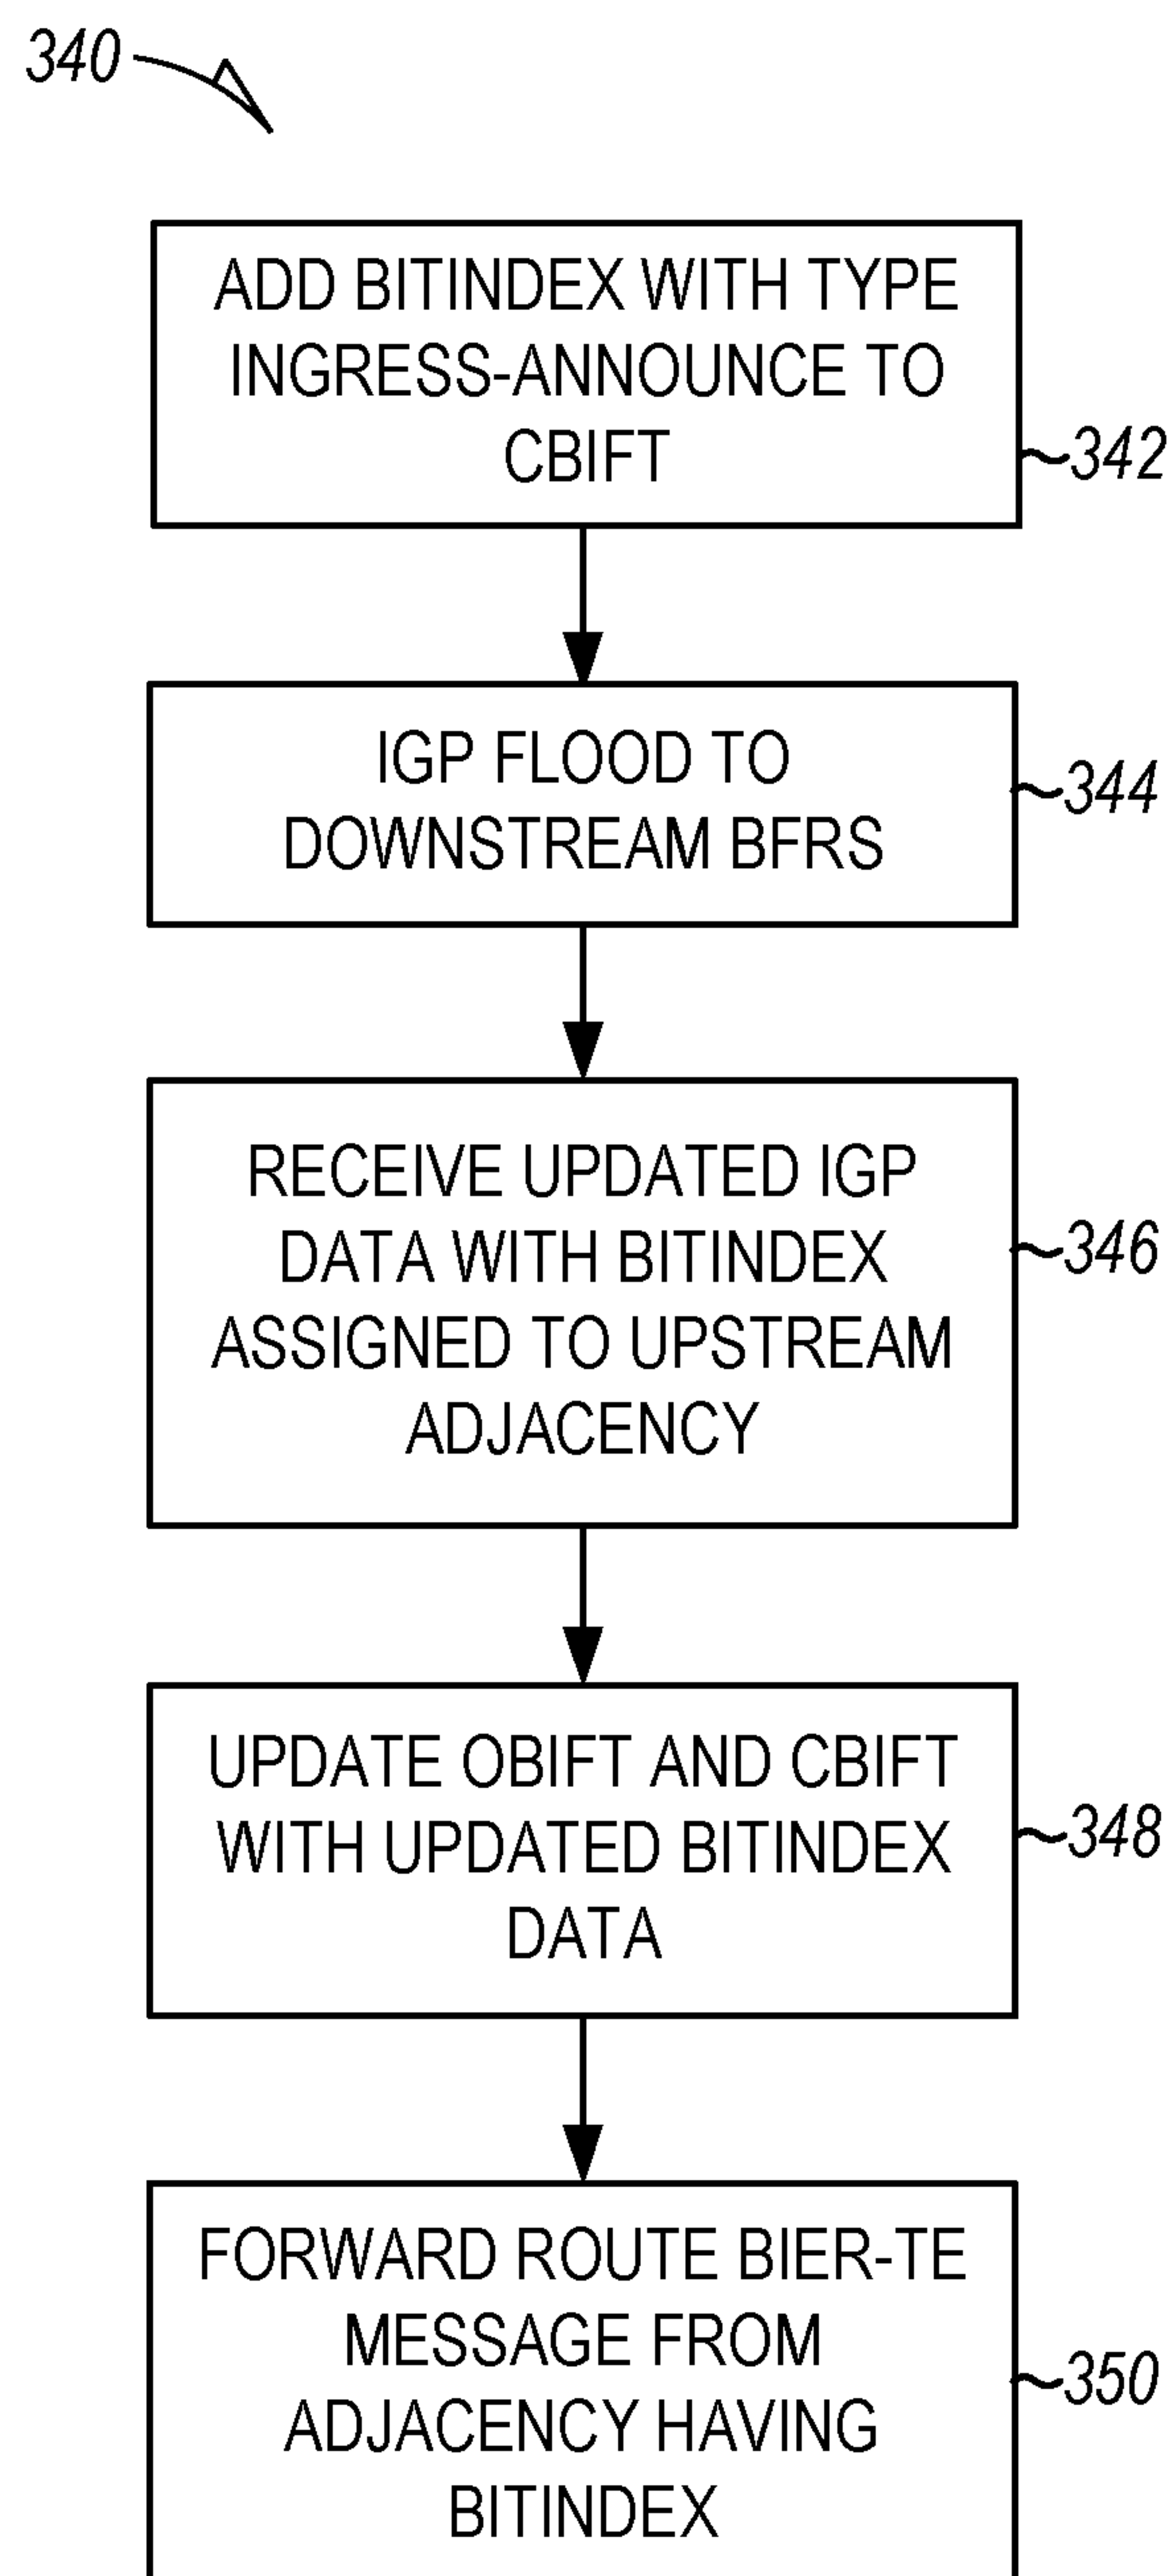 340
ADD BITINDEX WITH TYPE
INGRESS-ANNOUNCE TO
CBIFT
342
IGP FLOOD TO
DOWNSTREAM BFRS
344
RECEIVE UPDATED IGP
DATA WITH BITINDEX
ASSIGNED TO UPSTREAM
ADJACENCY
346
UPDATE OBIFT AND CBIFT
WITH UPDATED BITINDEX
DATA
348
FORWARD ROUTE BIER-TE
MESSAGE FROM
ADJACENCY HAVING
BITINDEX
350